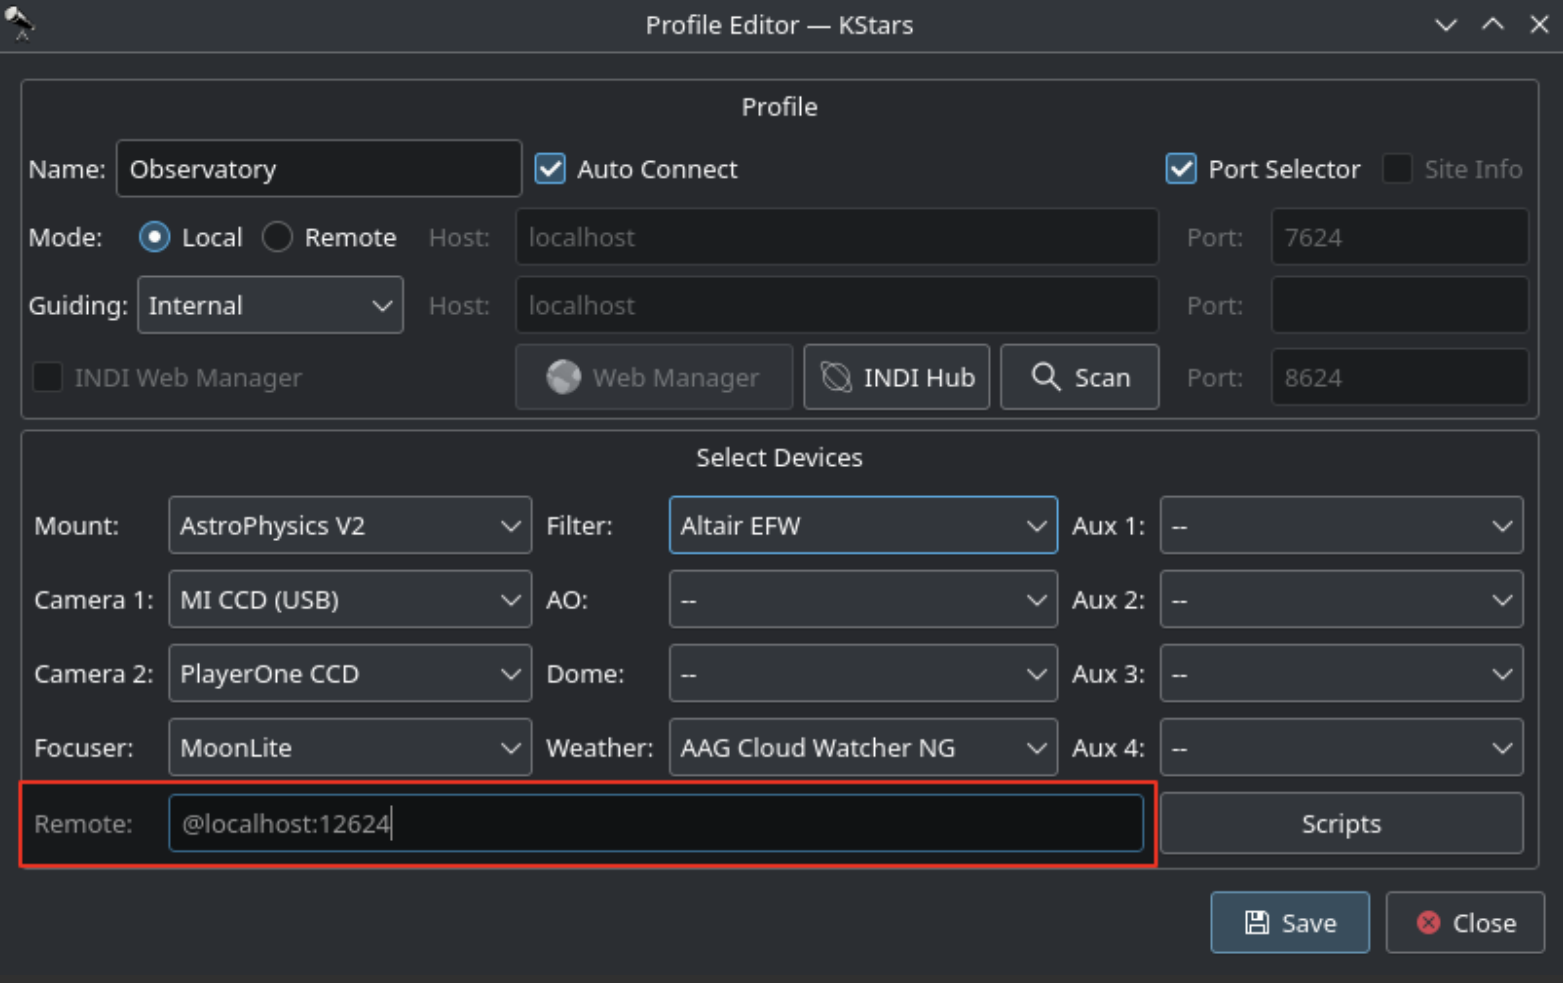 Profile Editor — KStars
Profile
Name: Observatory Auto Connect Port Selector Site Info
Mode: Local Remote Host: localhost Port: 7624
Guiding: Internal Host: localhost Port:
INDI Web Manager Web Manager INDI Hub Scan Port: 8624
Select Devices
Mount: AstroPhysics V2 Filter: Altair EFW Aux 1: --
Camera 1: MI CCD (USB) AO: -- Aux 2: --
Camera 2: PlayerOne CCD Dome: -- Aux 3: --
Focuser: MoonLite Weather: AAG Cloud Watcher NG Aux 4: --
Remote: @localhost:12624 Scripts
Save Close